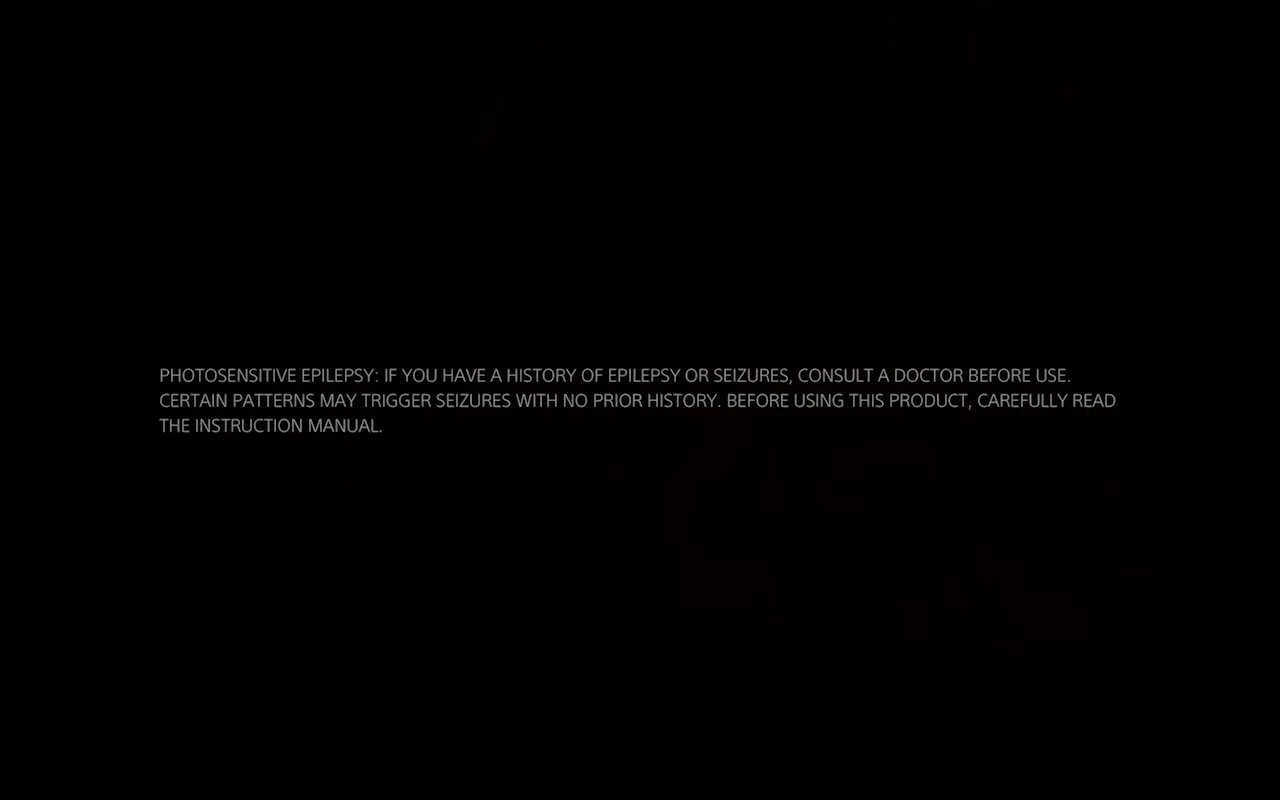 PHOTOSENSITIVE EPILEPSY: IF YOU HAVE A HISTORY OF EPILEPSY OR SEIZURES, CONSULT A DOCTOR BEFORE USE.
CERTAIN PATTERNS MAY TRIGGER SEIZURES WITH NO PRIOR HISTORY. BEFORE USING THIS PRODUCT, CAREFULLY READ
THE INSTRUCTION MANUAL.